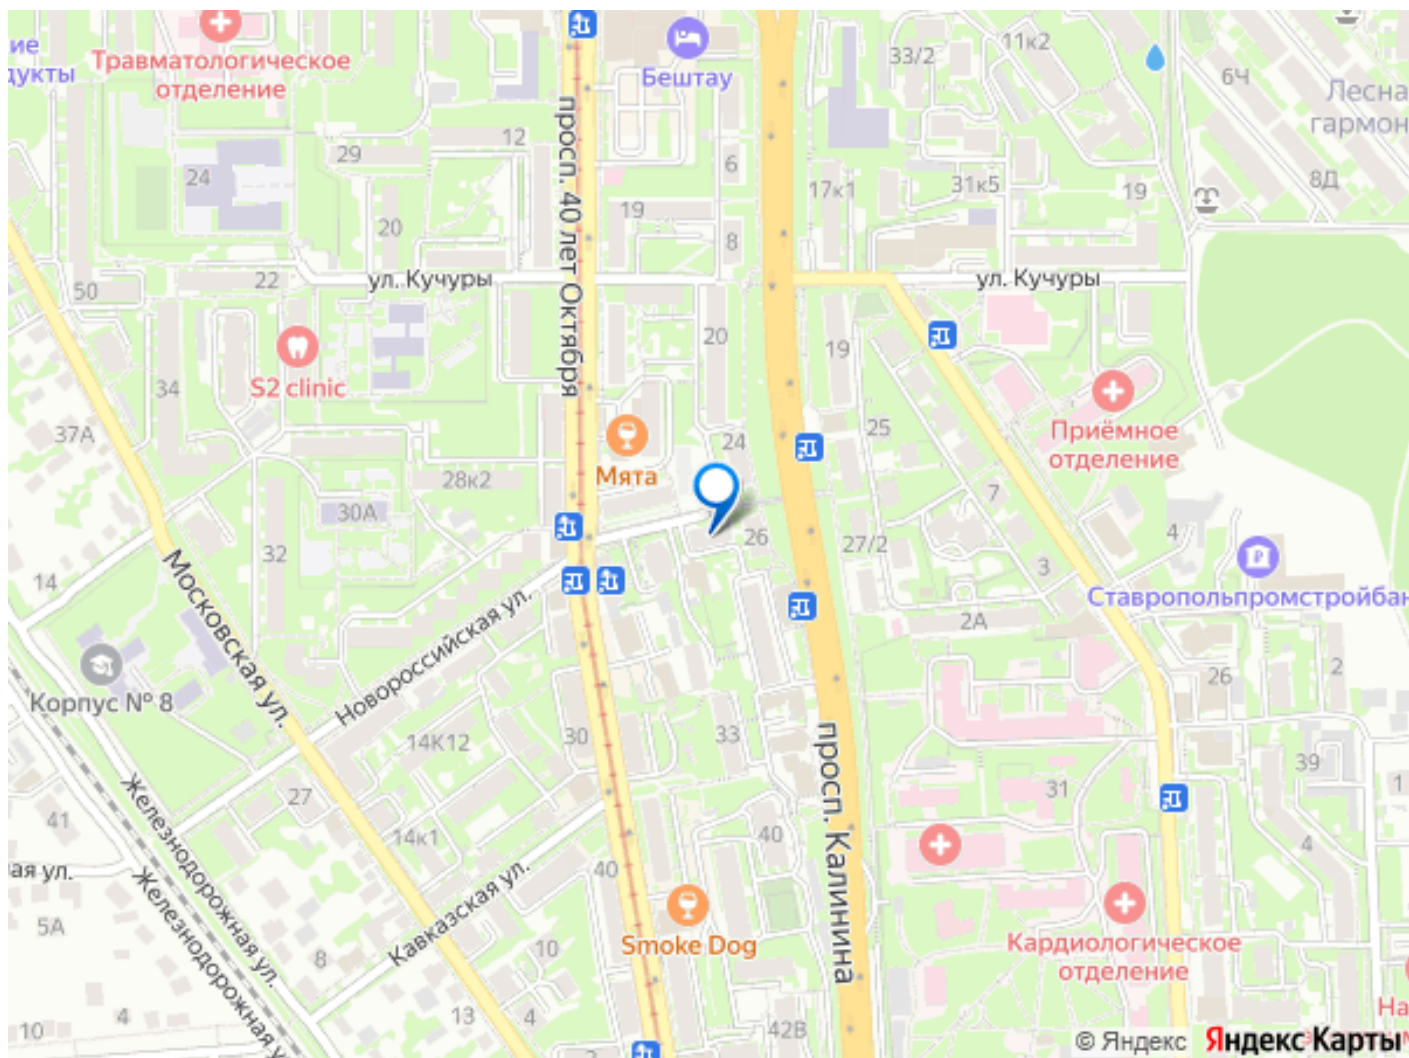 ие
дукты
Травматологическое
отделение
Бештау
33/2
11к2
6Ч
Лесна
гармон
просп. 40 лет Октября
12
29
24
6
17к1
31к5
19
8Д
20
19
8
22
ул. Кучуры
ул. Кучуры
50
20
19
S2 clinic
34
37А
Мята
24
25
Приёмное
отделение
28к2
7
30А
26
27/2
4
32
3
14
Московская ул.
Новороссийская ул.
2А
Ставропольпромстройбан
Корпус № 8
26
2
14К12
30
33
просп. Калинина
39
31
1
27
41
Железнодорожная ул.
14к1
40
4
ая ул.
Железнодорожная у
40
5А
Кавказская ул.
Smoke Dog
Кардиологическое
отделение
8
10
10
4
13
4
42В
На
© Яндекс Яндекс Карты